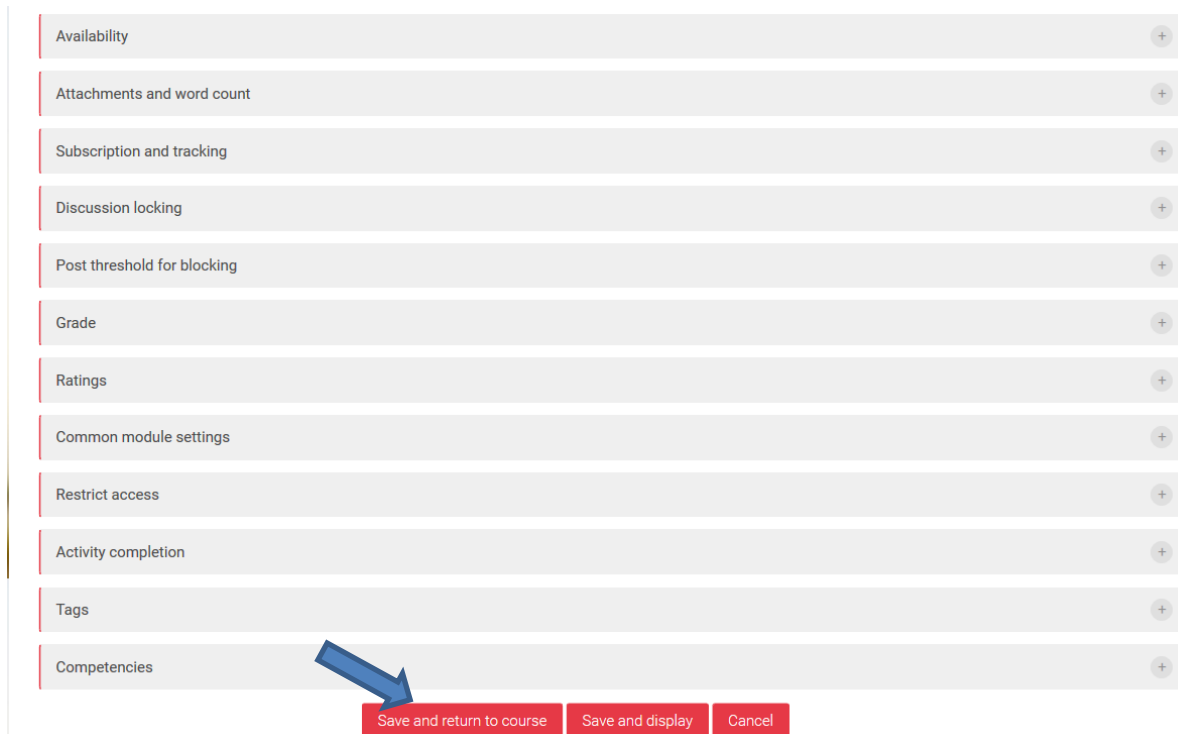 Availability
Attachments and word count
Subscription and tracking
Discussion locking
Post threshold for blocking
Grade
Ratings
Common module settings
Restrict access
Activity completion
Tags
Competencies
Save and return to course Save and display Cancel